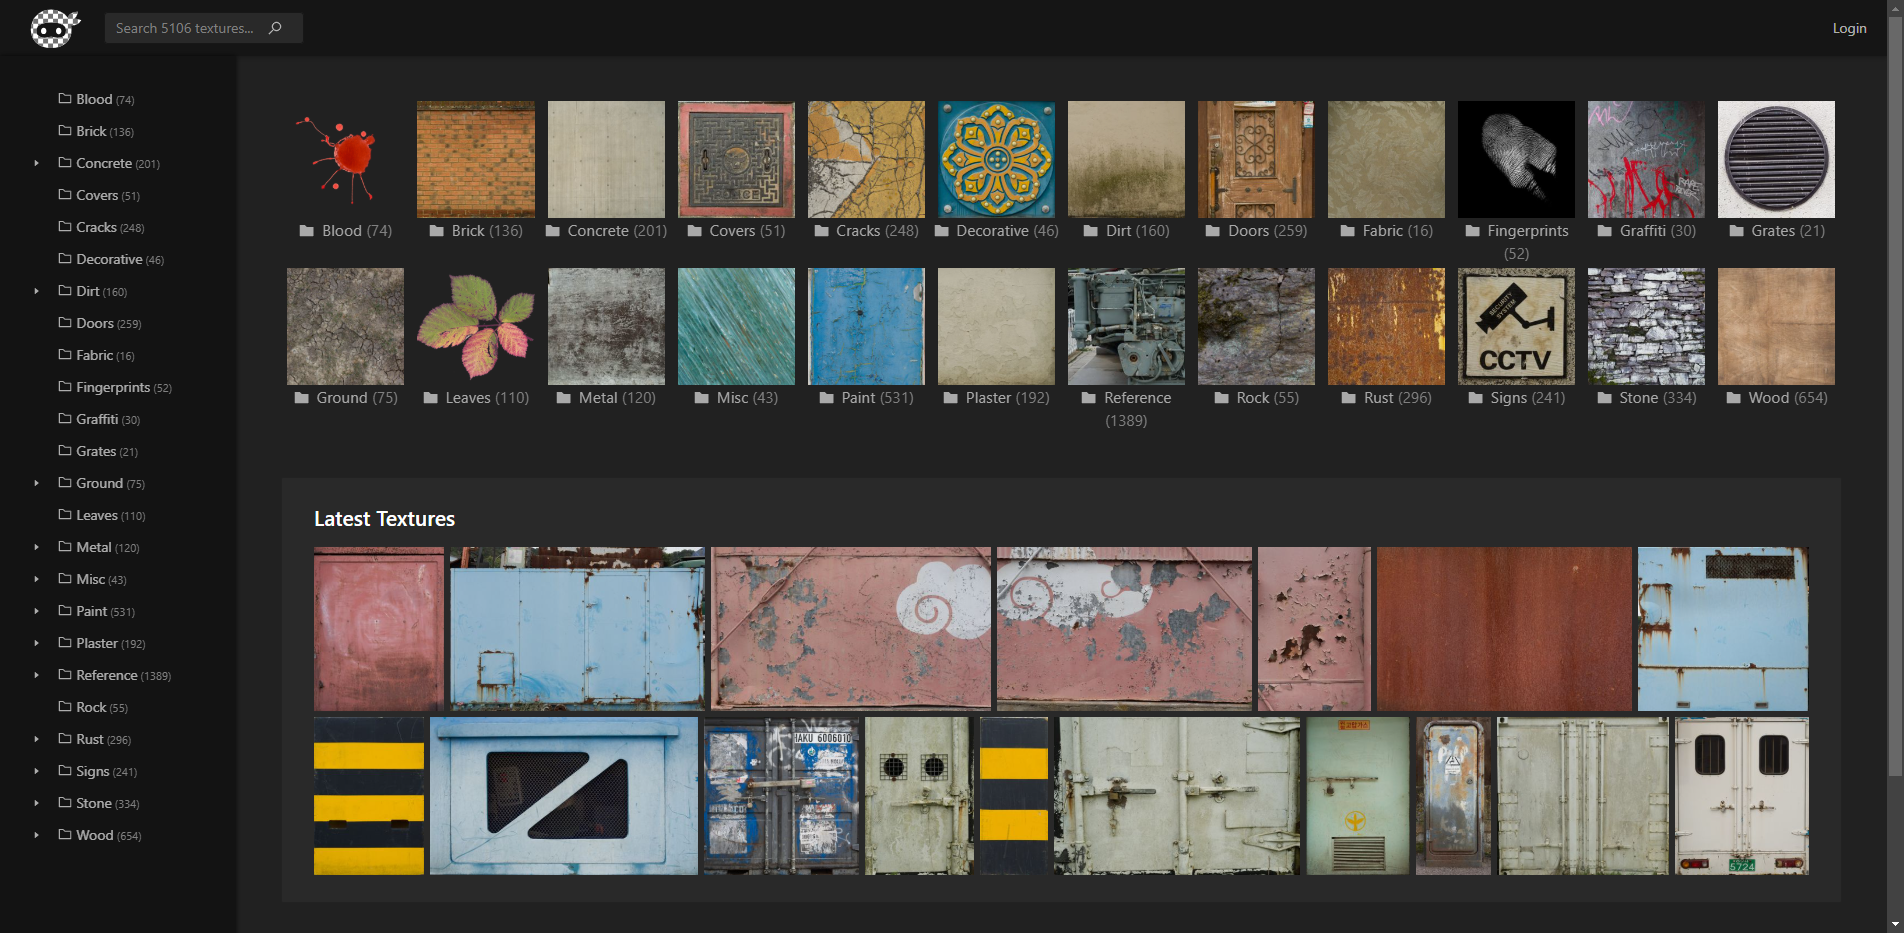 Search 5106 textures...
Login
Blood (74)
Brick (136)
Concrete (201)
Covers (51)
Cracks (248)
Decorative (46)
Dirt (160)
Doors (259)
Fabric (16)
Fingerprints (52)
Graffiti (30)
Grates (21)
Ground (75)
Leaves (110)
Metal (120)
Misc (43)
Paint (531)
Plaster (192)
Reference (1389)
Rock (55)
Rust (296)
Signs (241)
Stone (334)
Wood (654)
Blood (74)
Brick (136)
Concrete (201)
Covers (51)
Cracks (248)
Decorative (46)
Dirt (160)
Doors (259)
Fabric (16)
Fingerprints
(52)
Graffiti (30)
Grates (21)
SECURITY
SYSTEM
CCTV
Ground (75)
Leaves (110)
Metal (120)
Misc (43)
Paint (531)
Plaster (192)
Reference
(1389)
Rock (55)
Rust (296)
Signs (241)
Stone (334)
Wood (654)
Latest Textures
HAKU 6006010
5724